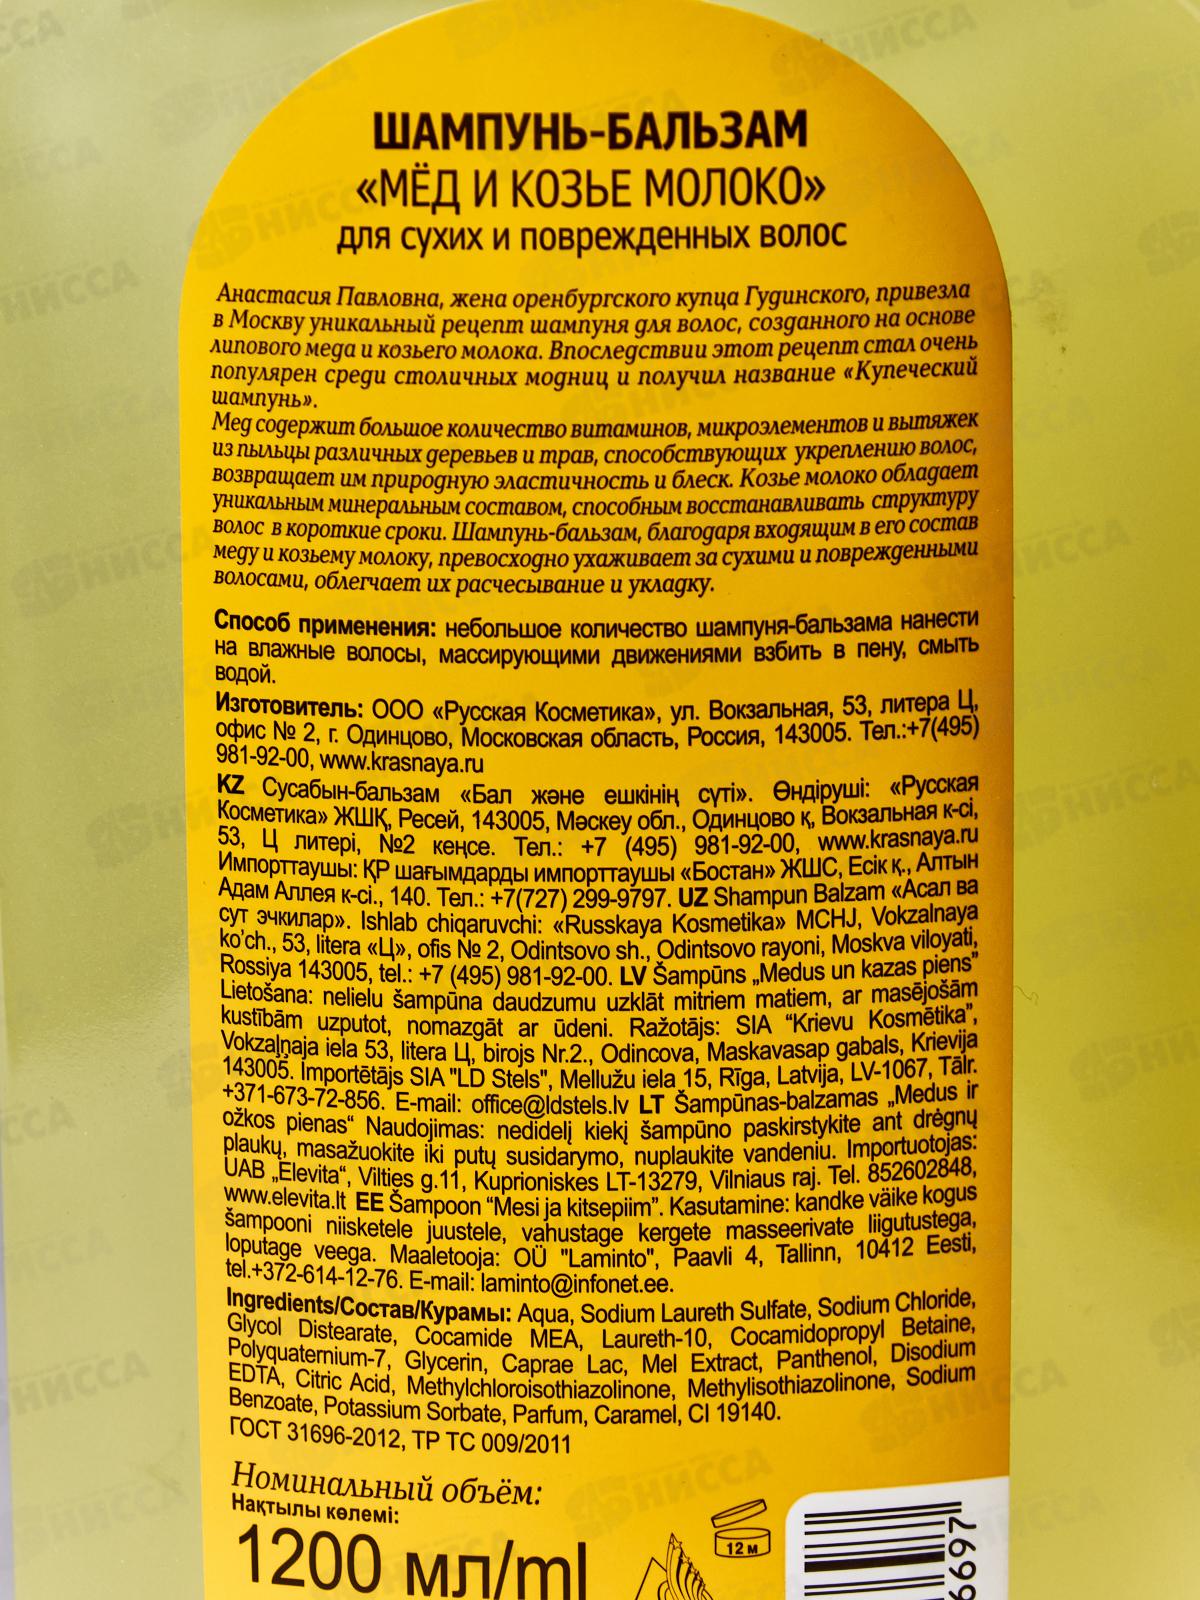 ШАМПУНЬ-БАЛЬЗАМ
«МЁД И КОЗЬЕ МОЛОКО»
для сухих и поврежденных волос
Анастасия Павловна, жена оренбургского купца Гудинского, привезла
в Москву уникальный рецепт шампуня для волос, созданного на основе
липового меда и козьего молока. Впоследствии этот рецепт стал очень
популярен среди столичных модниц и получил название «Купеческий
шампунь».
Мед содержит большое количество витаминов, микроэлементов и вытяжек
из пыльцы различных деревьев и трав, способствующих укреплению волос,
возвращает им природную эластичность и блеск. Козье молоко обладает
уникальным минеральным составом, способным восстанавливать структуру
волос в короткие сроки. Шампунь-бальзам, благодаря входящим в его состав
меду и козьему молоку, превосходно ухаживает за сухими и поврежденными
волосами, облегчает их расчесывание и укладку.
Способ применения: небольшое количество шампуня-бальзама нанести
на влажные волосы, массирующими движениями взбить в пену, смыть
водой.
Изготовитель: ООО «Русская Косметика», ул. Вокзальная, 53, литера Ц,
офис № 2, г. Одинцово, Московская область, Россия, 143005. Тел.:+7(495)
981-92-00, www.krasnaya.ru
KZ Сусабын-бальзам «Бал және ешкінің сүті». Өндіруші: «Русская
Косметика» ЖШҚ, Ресей, 143005, Мәскеу обл., Одинцово қ, Вокзальная к-сі,
53, Ц литері, №2 кеңсе. Тел.: +7 (495) 981-92-00, www.krasnaya.ru
Импорттаушы: ҚР шағымдарды импорттаушы «Бостан» ЖШС, Есік қ., Алтын
Адам Аллея к-сі., 140. Тел.: +7(727) 299-9797. UZ Shampun Balzam «Асал ва
сут эчкилар». Ishlab chiqaruvchi: «Russkaya Kosmetika» MCHJ, Vokzalnaya
ko'ch., 53, litera «Ц», ofis № 2, Odintsovo sh., Odintsovo rayoni, Moskva viloyati,
Rossiya 143005, tel.: +7 (495) 981-92-00. LV Šampūns „Medus un kazas piens"
Lietošana: nelielu šampūna daudzumu uzklāt mitriem matiem, ar masējošām
kustībām uzputot, nomazgāt ar ūdeni. Ražotājs: SIA “Krievu Kosmētika”,
Vokzaļņaja iela 53, litera Ц, birojs Nr.2., Odincova, Maskavasap gabals, Krievija
143005. Importētājs SIA "LD Stels", Mellužu iela 15, Rīga, Latvija, LV-1067, Tālr.
+371-673-72-856. E-mail: office@ldstels.lv LT Šampūnas-balzamas „Medus ir
ožkos pienas“ Naudojimas: nedidelį kiekį šampūno paskirstykite ant drėgnų
plaukų, masažuokite iki putų susidarymo, nuplaukite vandeniu. Importuotojas:
UAB „Elevita“, Vilties g.11, Kuprioniskes LT-13279, Vilniaus raj. Tel. 852602848,
www.elevita.lt EE Šampoon “Mesi ja kitsepiim”. Kasutamine: kandke väike kogus
šampooni niisketele juustele, vahustage kergete masseerivate liigutustega,
loputage veega. Maaletooja: OÜ "Laminto", Paavli 4, Tallinn, 10412 Eesti,
tel.+372-614-12-76. E-mail: laminto@infonet.ee.
Ingredients/Состав/Курамы: Aqua, Sodium Laureth Sulfate, Sodium Chloride,
Glycol Distearate, Cocamide MEA, Laureth-10, Cocamidopropyl Betaine,
Polyquaternium-7, Glycerin, Caprae Lac, Mel Extract, Panthenol, Disodium
EDTA, Citric Acid, Methylchloroisothiazolinone, Methylisothiazolinone, Sodium
Benzoate, Potassium Sorbate, Parfum, Caramel, CI 19140.
ГОСТ 31696-2012, ТР ТС 009/2011
Номинальный объём:
Нақтылы көлемі:
1200 мл/ml
12 м
6697